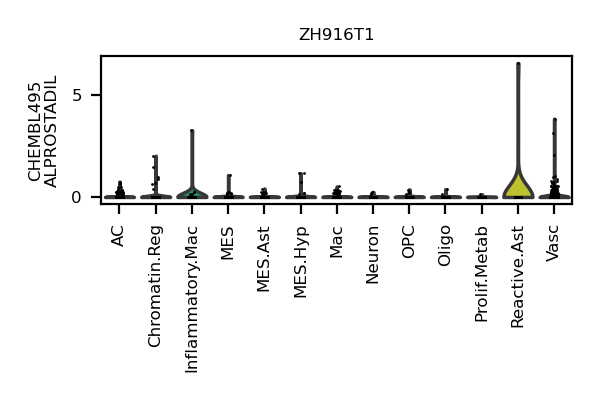 ZH916T1
CHEMBL495
ALPROSTADIL
5
0
AC
Chromatin.Reg
Inflammatory.Mac
MES
MES.Ast
MES.Hyp
Mac
Neuron
OPC
Oligo
Prolif.Metab
Reactive.Ast
Vasc